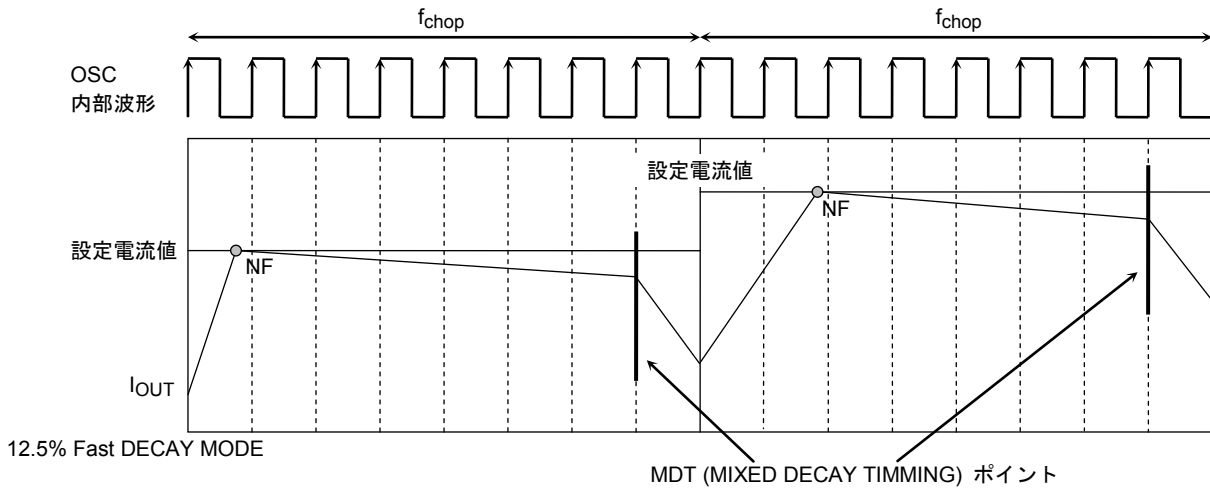 fchop
fchop
OSC
内部波形
設定電流値
NF
設定電流値
NF
IOUT
12.5% Fast DECAY MODE
MDT (MIXED DECAY TIMMING) ポイント